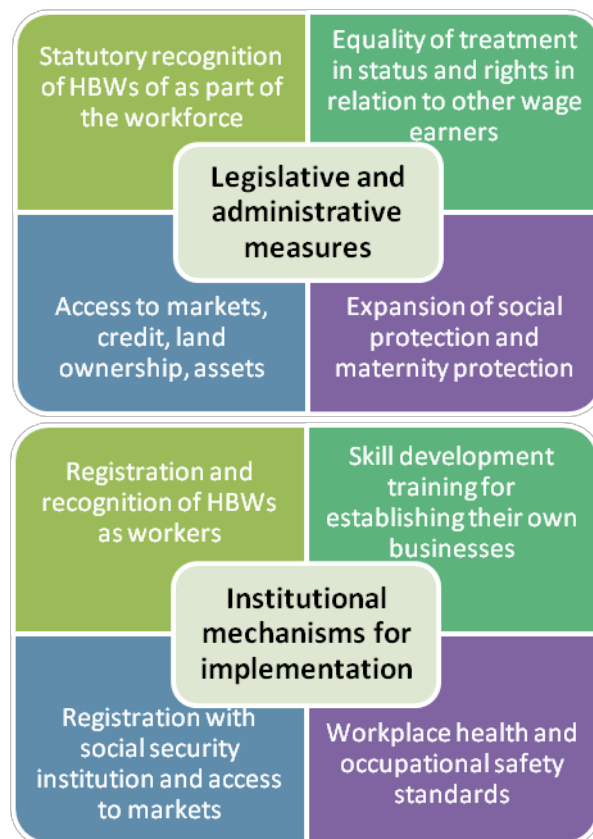 Statutory recognition
of HBWs of as part of
the workforce
Equality of treatment
in status and rights in
relation to other wage
earners
Legislative and
administrative
measures
Access to markets,
credit, land
ownership, assets
Expansion of social
protection and
maternity protection
Registration and
recognition of HBWs
as workers
Skill development
training for
establishing their own
businesses
Institutional
mechanisms for
implementation
Registration with
social security
institution and access
to markets
Workplace health and
occupational safety
standards